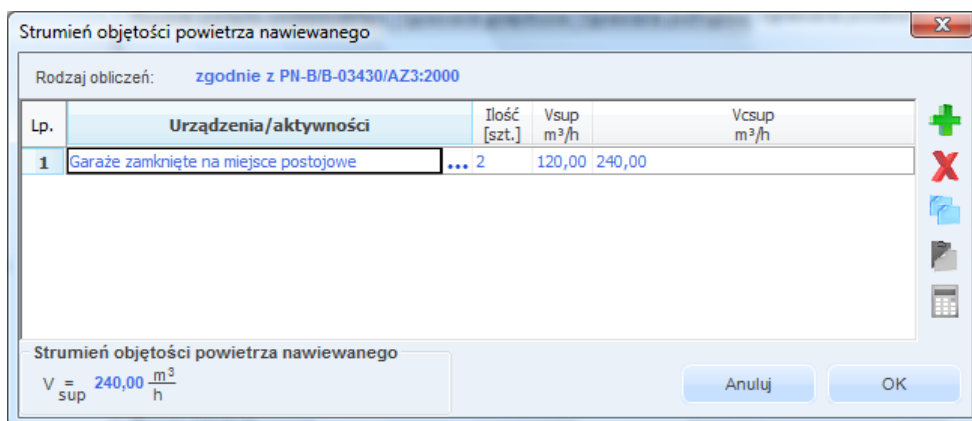 Strumień objętości powietrza nawiewanego
Rodzaj obliczeń: zgodnie z PN-B/B-03430/AZ3:2000
Lp. Urządzenia/aktywności Ilość [szt.] Vsup m³/h Vcsup m³/h
1 Garaże zamknięte na miejsce postojowe ... 2 120,00 240,00
Strumień objętości powietrza nawiewanego
V sup = 240,00 m³/h
Anuluj OK